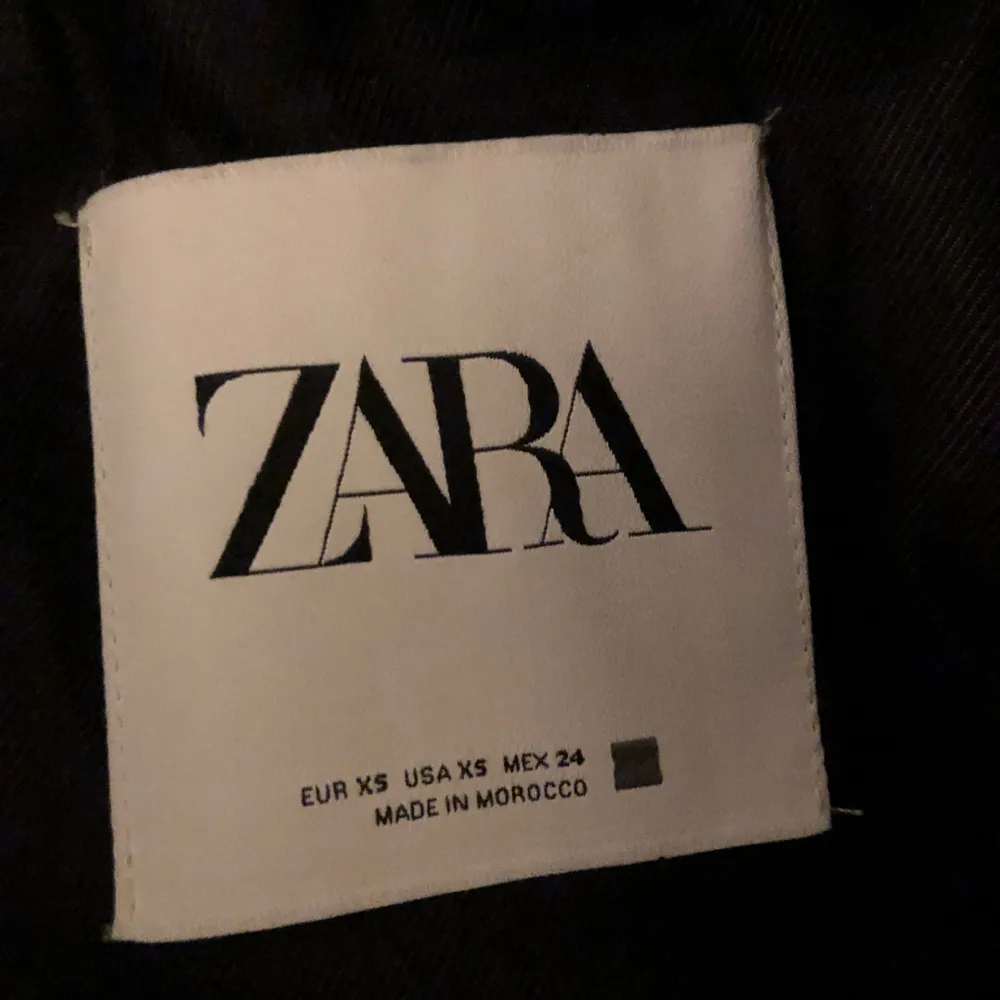 ZARA
EUR XS USA XS MEX 24
MADE IN MOROCCO